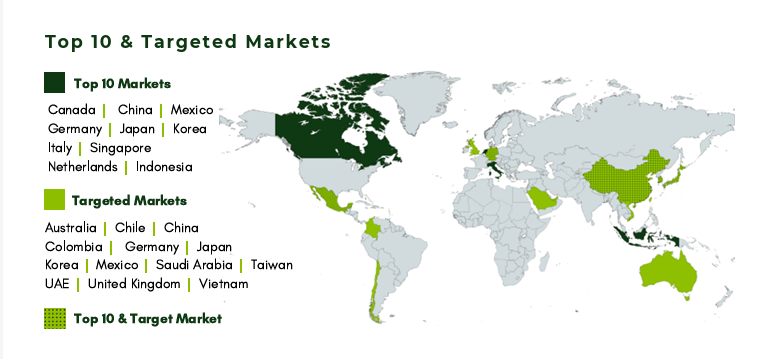 Top 10 & Targeted Markets
Top 10 Markets
Canada | China | Mexico
Germany | Japan | Korea
Italy | Singapore
Netherlands | Indonesia
Targeted Markets
Australia | Chile | China
Colombia | Germany | Japan
Korea | Mexico | Saudi Arabia | Taiwan
UAE | United Kingdom | Vietnam
Top 10 & Target Market